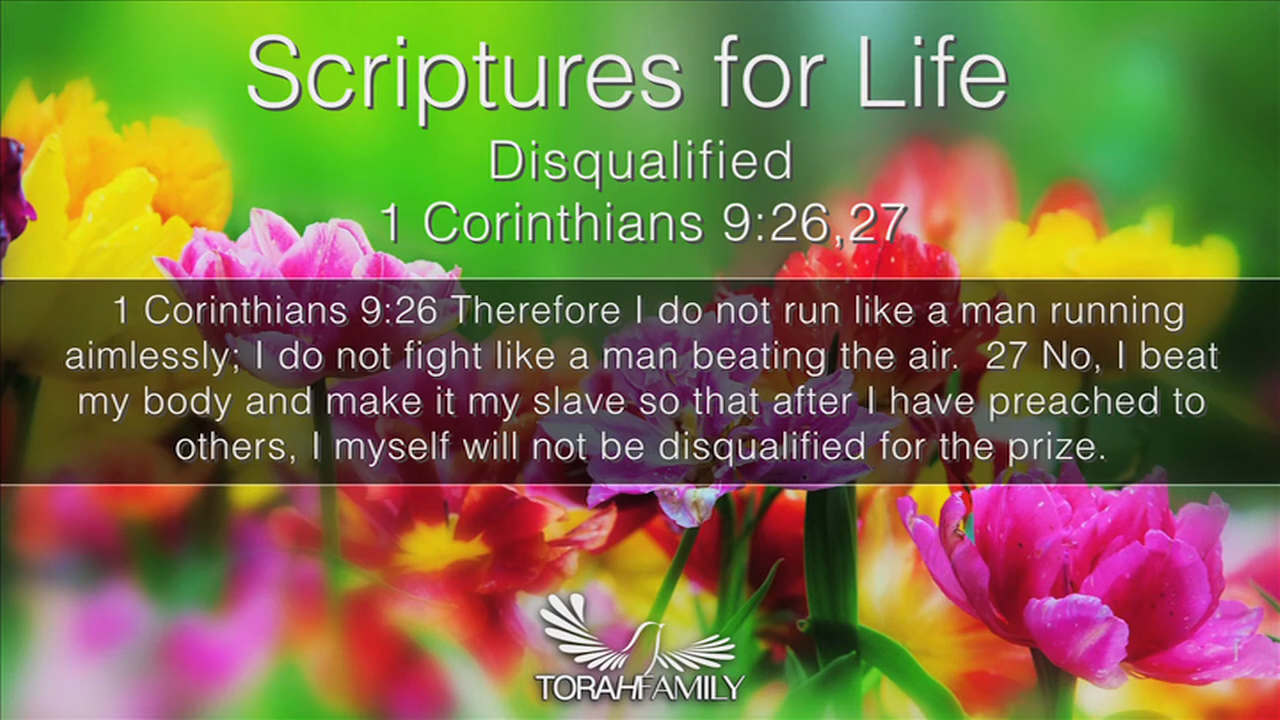 Scriptures for Life
Disqualified
1 Corinthians 9:26,27
1 Corinthians 9:26 Therefore I do not run like a man running
aimlessly; I do not fight like a man beating the air.  27 No, I beat
my body and make it my slave so that after I have preached to
others, I myself will not be disqualified for the prize.
TORAHFAMILY